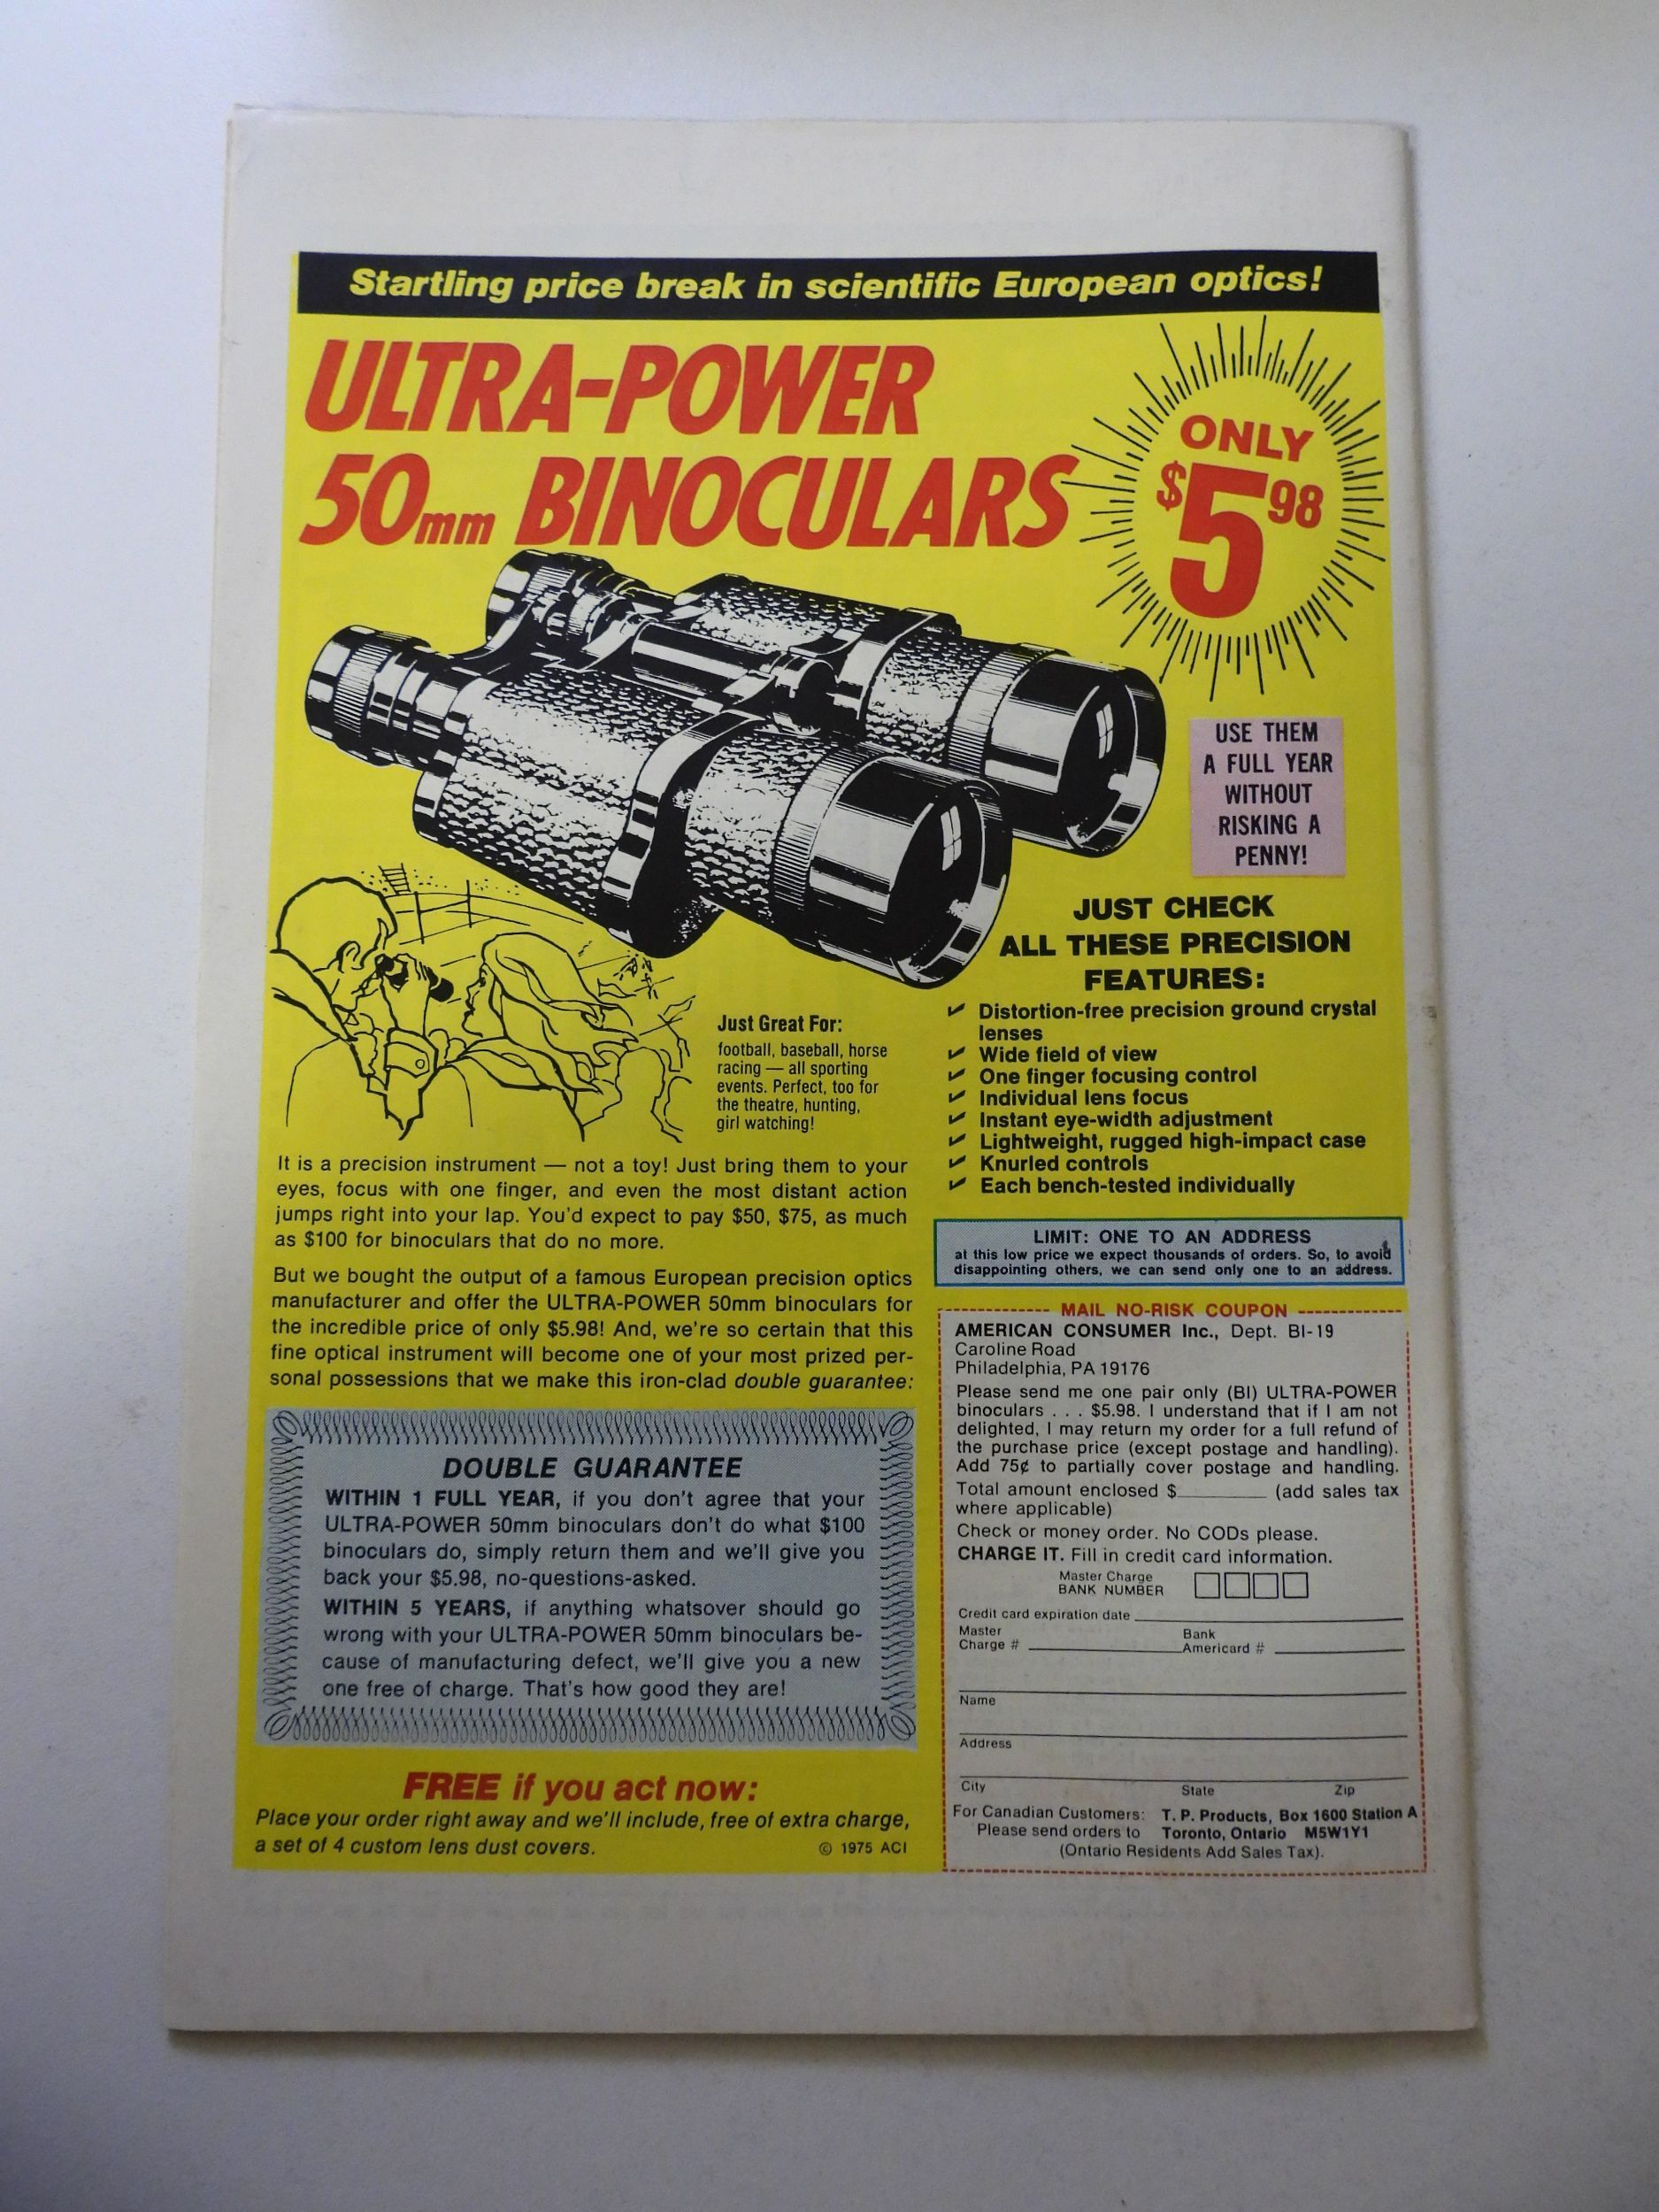 Startling price break in scientific European optics!
ULTRA-POWER
50mm BINOCULARS
ONLY
$5 98
USE THEM
A FULL YEAR
WITHOUT
RISKING A
PENNY!
JUST CHECK
ALL THESE PRECISION
FEATURES:
✔ Distortion-free precision ground crystal
lenses
✔ Wide field of view
✔ One finger focusing control
✔ Individual lens focus
✔ Instant eye-width adjustment
✔ Lightweight, rugged high-impact case
✔ Knurled controls
✔ Each bench-tested individually
Just Great For:
football, baseball, horse
racing — all sporting
events. Perfect, too for
the theatre, hunting,
girl watching!
It is a precision instrument — not a toy! Just bring them to your
eyes, focus with one finger, and even the most distant action
jumps right into your lap. You'd expect to pay $50, $75, as much
as $100 for binoculars that do no more.
But we bought the output of a famous European precision optics
manufacturer and offer the ULTRA-POWER 50mm binoculars for
the incredible price of only $5.98! And, we're so certain that this
fine optical instrument will become one of your most prized per-
sonal possessions that we make this iron-clad double guarantee:
DOUBLE GUARANTEE
WITHIN 1 FULL YEAR, if you don't agree that your
ULTRA-POWER 50mm binoculars don't do what $100
binoculars do, simply return them and we'll give you
back your $5.98, no-questions-asked.
WITHIN 5 YEARS, if anything whatsover should go
wrong with your ULTRA-POWER 50mm binoculars be-
cause of manufacturing defect, we'll give you a new
one free of charge. That's how good they are!
FREE if you act now:
Place your order right away and we'll include, free of extra charge,
a set of 4 custom lens dust covers.
© 1975 ACI
LIMIT: ONE TO AN ADDRESS
at this low price we expect thousands of orders. So, to avoid
disappointing others, we can send only one to an address.
MAIL NO-RISK COUPON
AMERICAN CONSUMER Inc., Dept. BI-19
Caroline Road
Philadelphia, PA 19176
Please send me one pair only (BI) ULTRA-POWER
binoculars . . . $5.98. I understand that if I am not
delighted, I may return my order for a full refund of
the purchase price (except postage and handling).
Add 75¢ to partially cover postage and handling.
Total amount enclosed $________ (add sales tax
where applicable)
Check or money order. No CODs please.
CHARGE IT. Fill in credit card information.
Master Charge
BANK NUMBER
Credit card expiration date
Master
Charge #
Bank
Americard #
Name
Address
City State Zip
For Canadian Customers: T. P. Products, Box 1600 Station A
Please send orders to Toronto, Ontario M5W1Y1
(Ontario Residents Add Sales Tax).